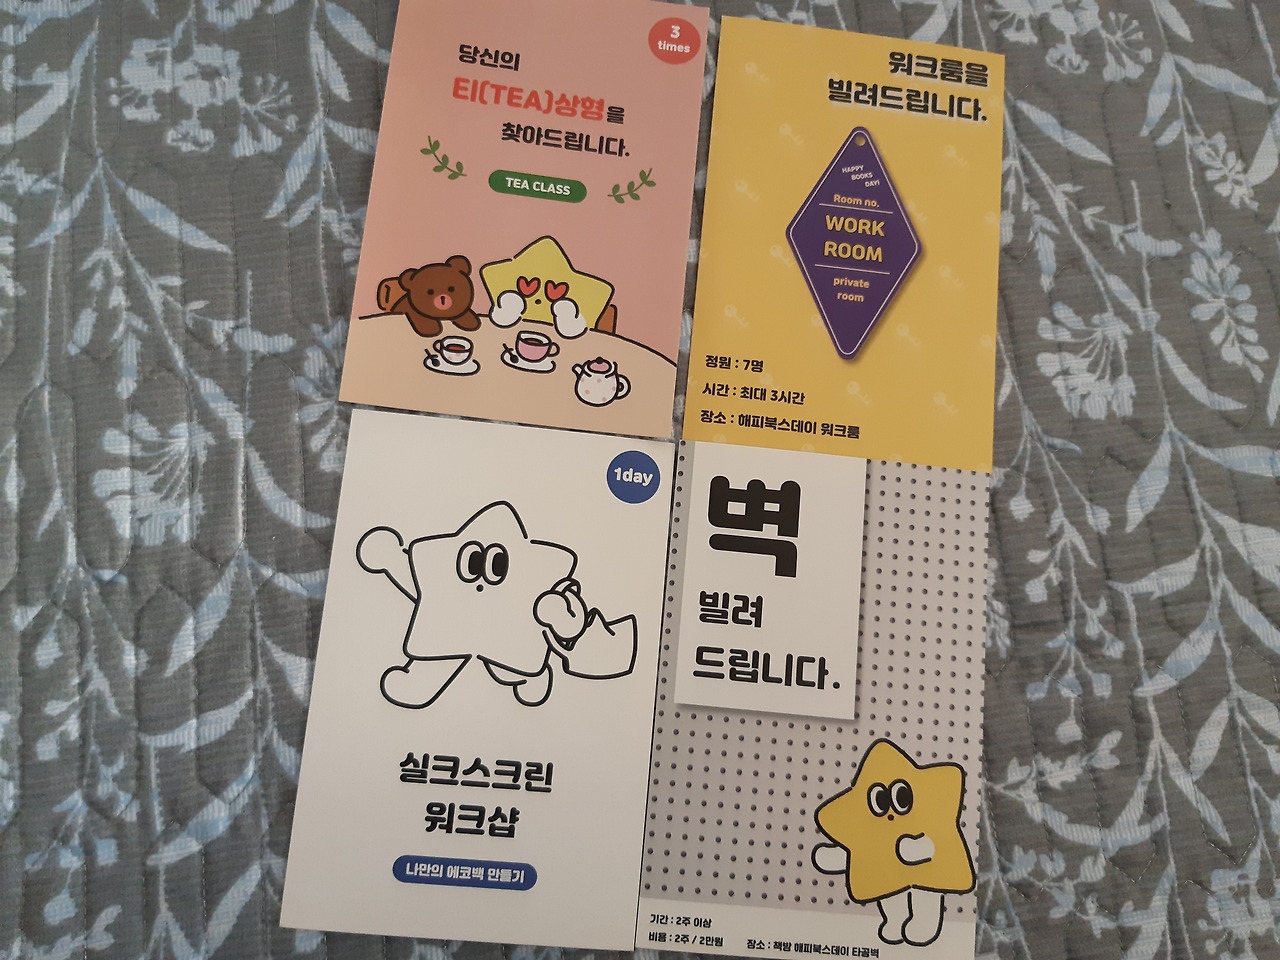 3
times
당신의
티(TEA)상형을
찾아드립니다.
TEA CLASS
워크룸을
빌려드립니다.
HAPPY
BOOKS
DAY!
Room no.
WORK
ROOM
private
room
정원 : 7명
시간 : 최대 3시간
장소 : 해피북스데이 워크룸
1day
실크스크린
워크샵
나만의 에코백 만들기
벽
빌려
드립니다.
기간 : 2주 이상
비용 : 2주 / 2만원 장소 : 책방 해피북스데이 타공벽